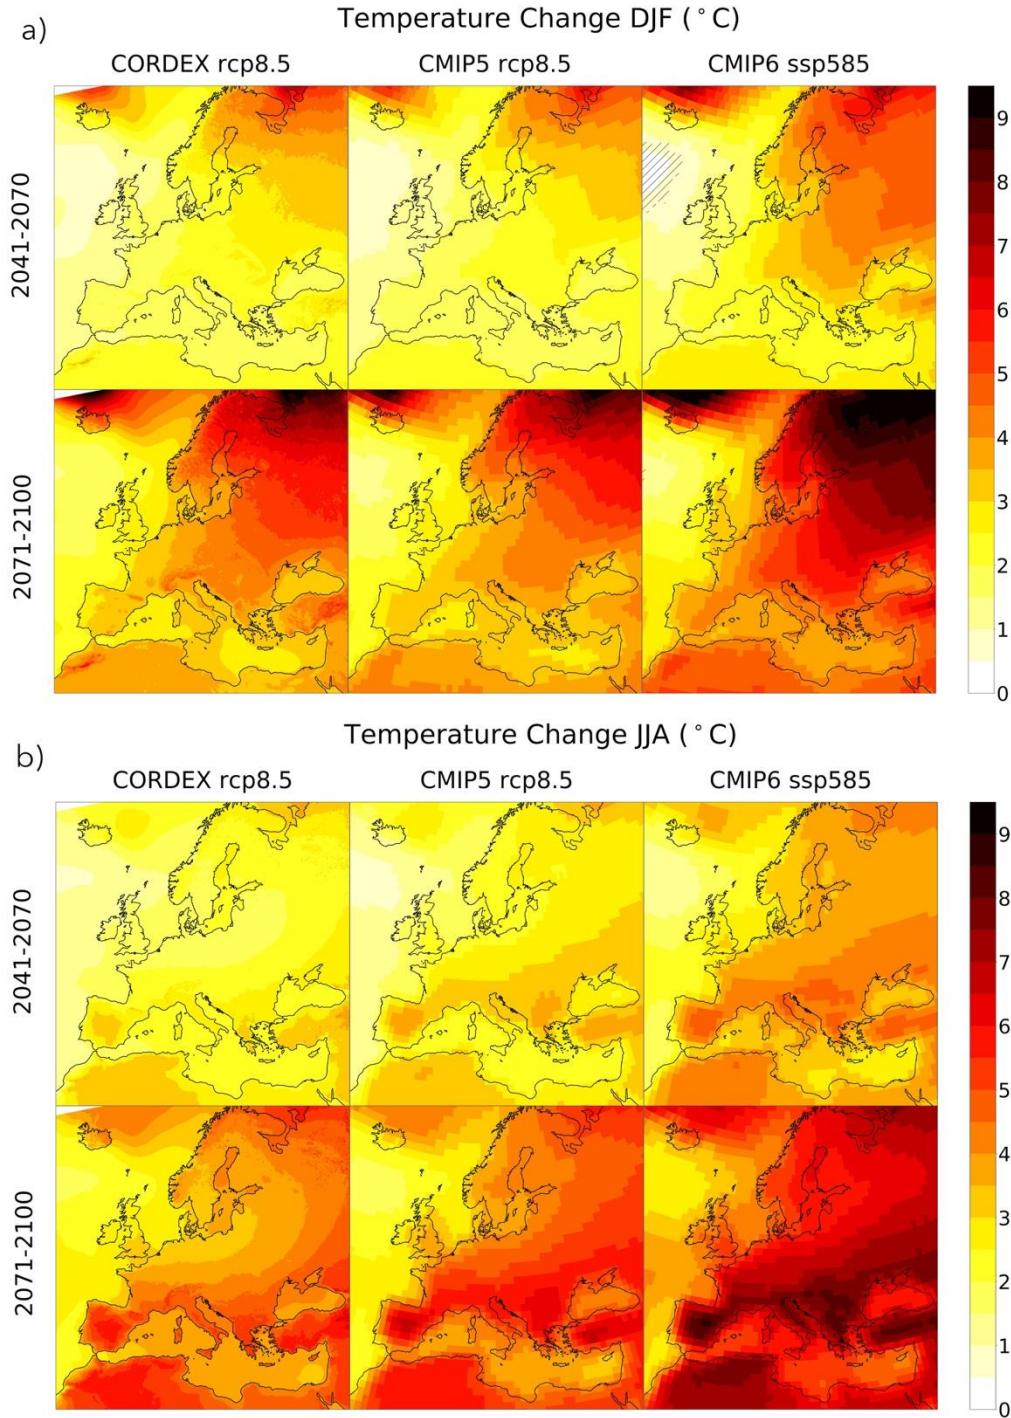 a)
Temperature Change DJF (°C)
CORDEX rcp8.5
CMIP5 rcp8.5
CMIP6 ssp585
2041-2070
2071-2100
9
8
7
6
5
4
3
2
1
0
b)
Temperature Change JJA (°C)
CORDEX rcp8.5
CMIP5 rcp8.5
CMIP6 ssp585
2041-2070
2071-2100
9
8
7
6
5
4
3
2
1
0